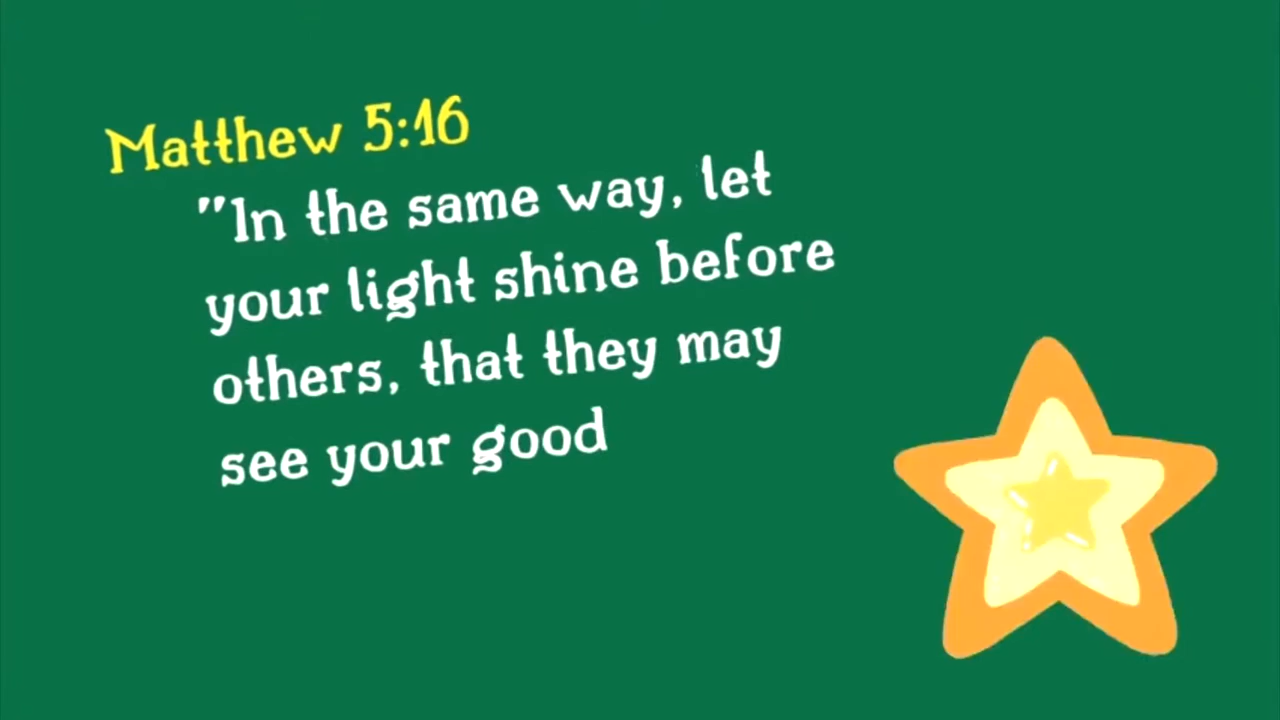 Matthew 5:16
"In the same way, let
your light shine before
others, that they may
see your good